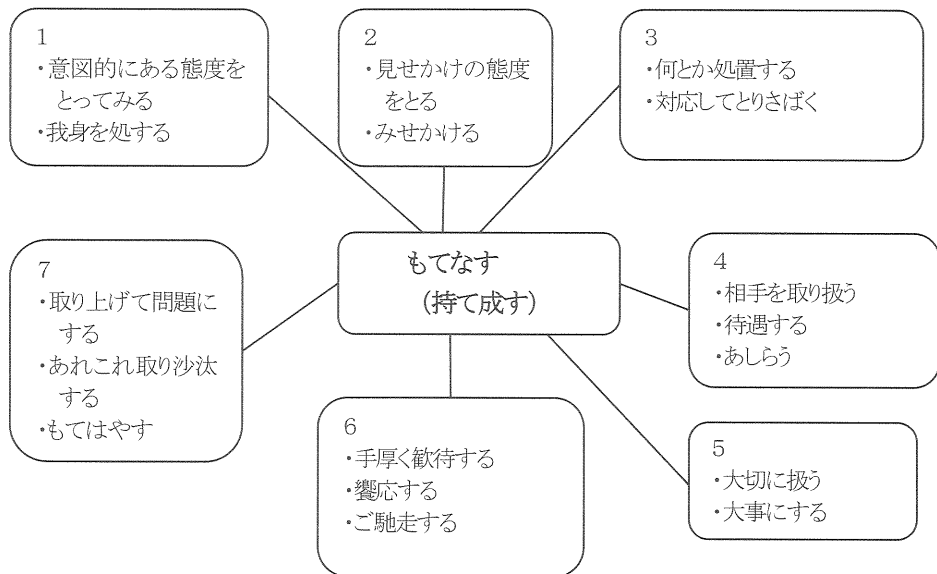 1
・意図的にある態度を
とってみる
・我身を処する
2
・見せかけの態度
をとる
・みせかける
3
・何とか処置する
・対応してとりさばく
もてなす
(持て成す)
4
・相手を取り扱う
・待遇する
・あしらう
5
・大切に扱う
・大事にする
6
・手厚く歓待する
・饗応する
・ご馳走する
7
・取り上げて問題に
する
・あれこれ取り沙汰
する
・もてはやす